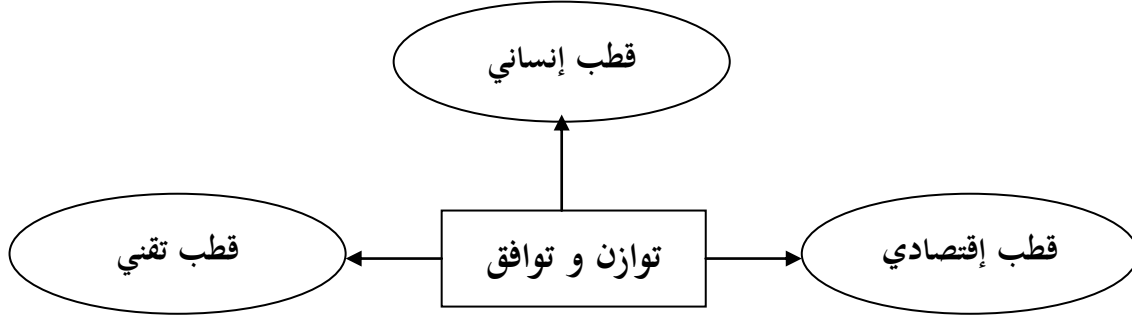 قطب إنساني
قطب إقتصادي
توازن و توافق
قطب تقني